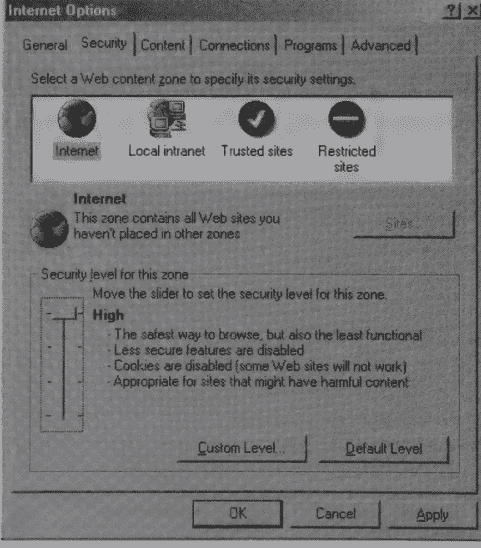 Internet Options
? ×
General Security Content Connections Programs Advanced
Select a Web content zone to specify its security settings.
Internet Local intranet Trusted sites Restricted
sites
Internet
This zone contains all Web sites you
haven't placed in other zones
Sites...
Security level for this zone
Move the slider to set the security level for this zone.
High
- The safest way to browse, but also the least functional
- Less secure features are disabled
- Cookies are disabled (some Web sites will not work)
- Appropriate for sites that might have harmful content
Custom Level... Default Level
OK Cancel Apply